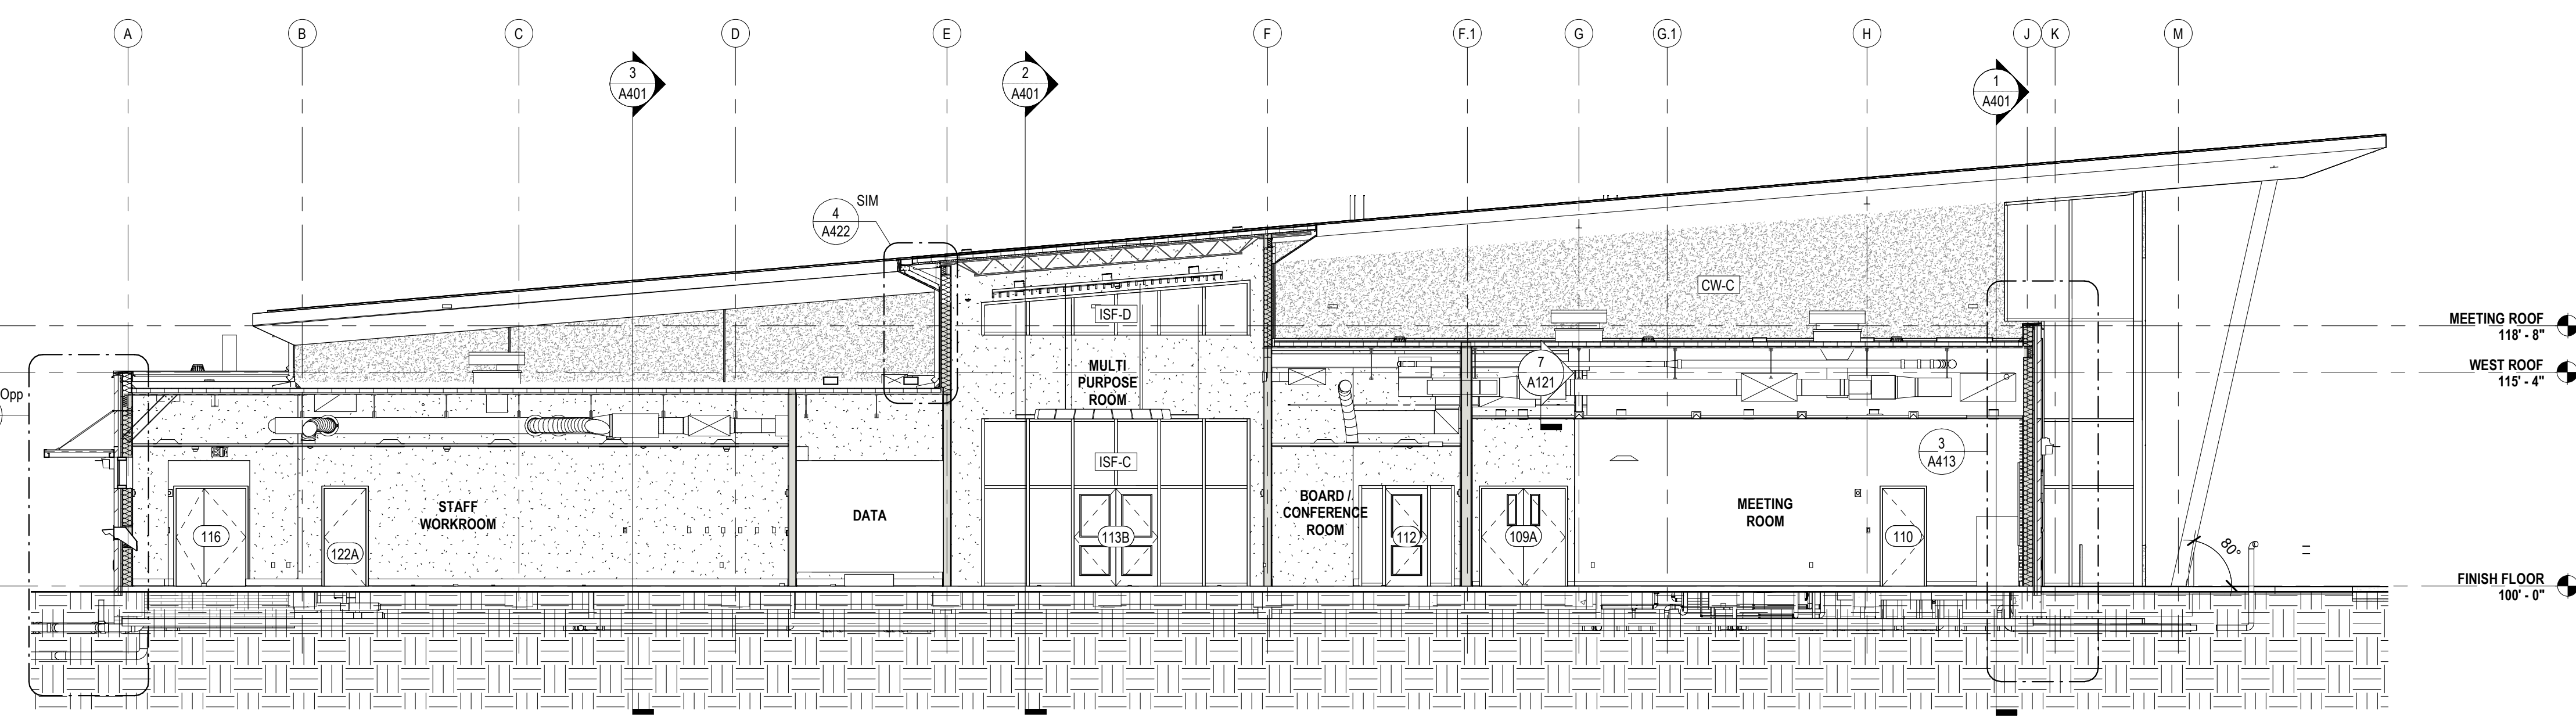 A B C D E F F.1 G G.1 H J K M
3
A401
2
A401
1
A401
4
A422
SIM
CW-C
ISF-D
MEETING ROOF
118' - 8"
WEST ROOF
115' - 4"
Opp
MULTI
PURPOSE
ROOM
7
A121
3
A413
ISF-C
STAFF
WORKROOM
DATA
BOARD /
CONFERENCE
ROOM
MEETING
ROOM
116
122A
113B
112
109A
110
80°
FINISH FLOOR
100' - 0"